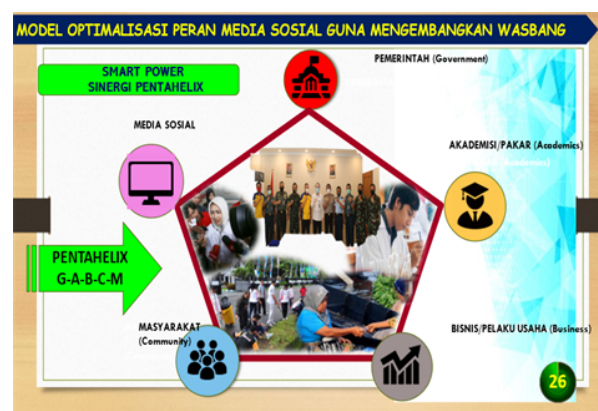 MODEL OPTIMALISASI PERAN MEDIA SOSIAL GUNA MENGEMBANGKAN WASBANG
PEMERINTAH (Government)
SMART POWER
SINERGI PENTAHELIX
MEDIA SOSIAL
AKADEMISI/PAKAR (Academics)
(Academics)
PENTAHELIX
G-A-B-C-M
MASYARAKAT
(Community)
BISNIS/PELAKU USAHA (Business)
26